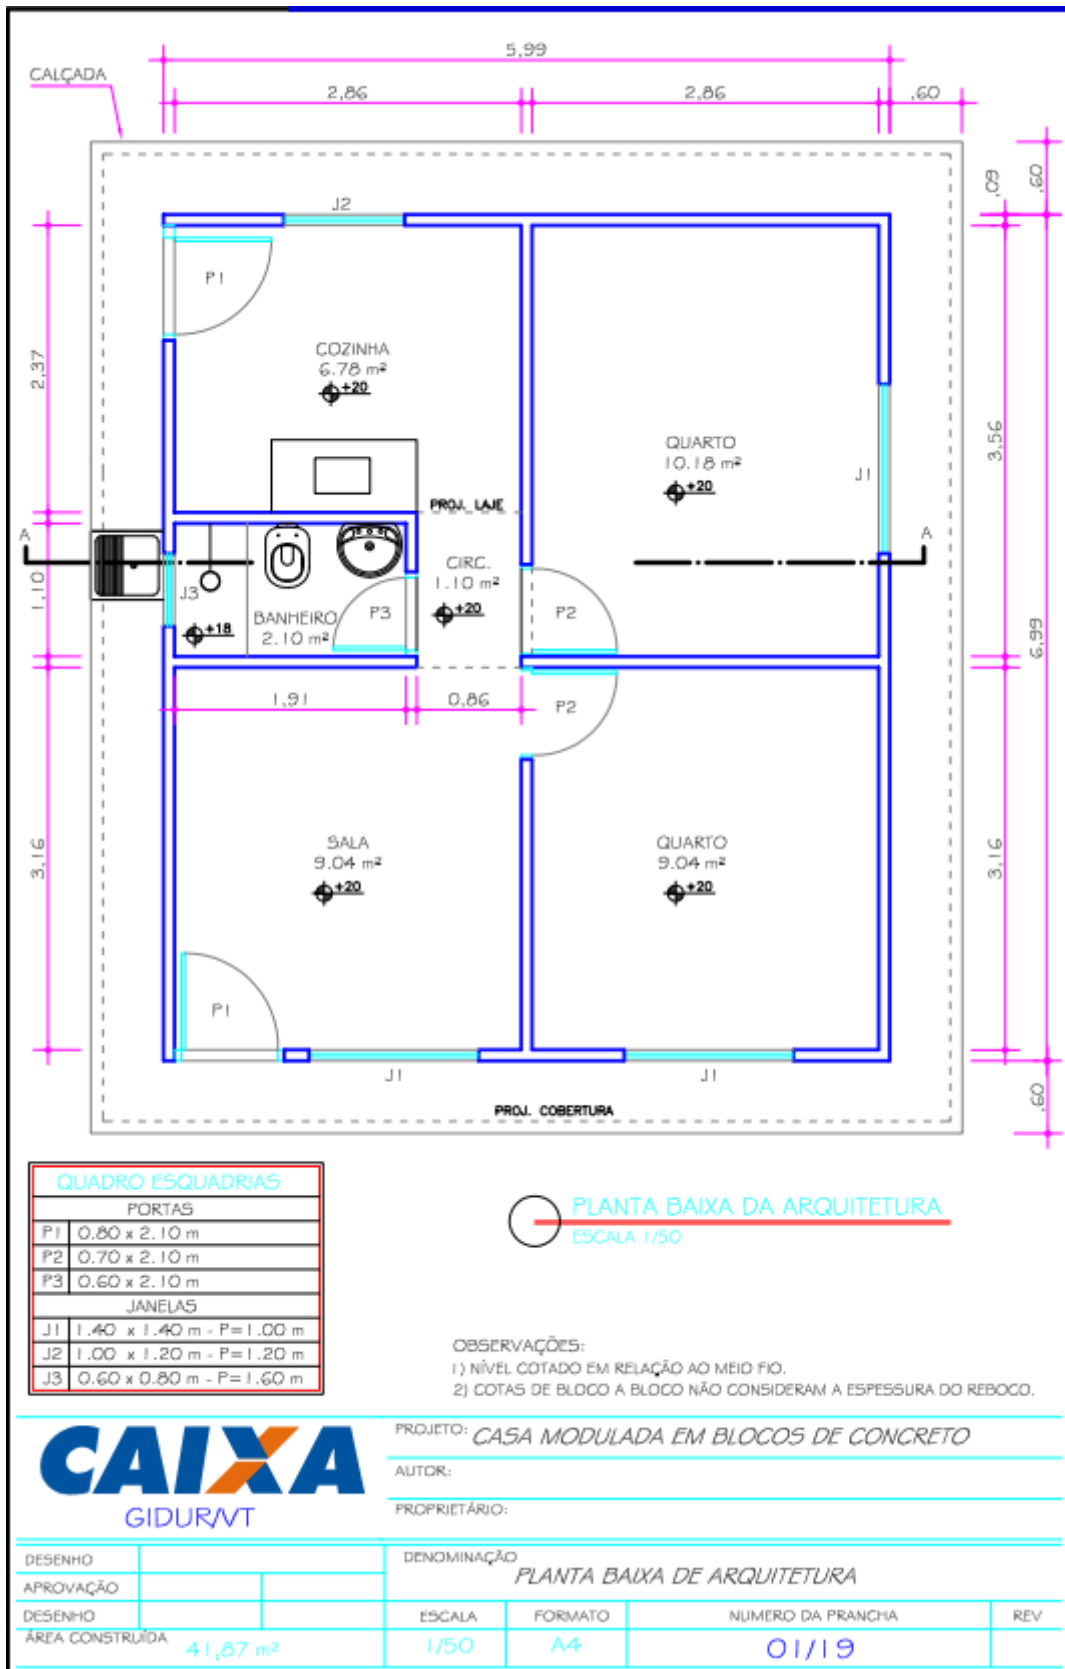 5,99
CALÇADA
2,86
2,86
,60
,60
,09
J2
P1
COZINHA
6.78 m²
+20
2,37
QUARTO
10.18 m²
+20
J1
3,56
PROJ. LAJE
A
A
CIRC.
1.10 m²
+20
1,10
J3
BANHEIRO
2.10 m²
+18
P3
P2
6,99
1,91
0,86
P2
SALA
9.04 m²
+20
QUARTO
9.04 m²
+20
3,16
3,16
P1
J1
J1
,60
PROJ. COBERTURA
QUADRO ESQUADRIAS
PORTAS
P1 0.80 x 2.10 m
P2 0.70 x 2.10 m
P3 0.60 x 2.10 m
JANELAS
J1 1.40 x 1.40 m - P=1.00 m
J2 1.00 x 1.20 m - P=1.20 m
J3 0.60 x 0.80 m - P=1.60 m
PLANTA BAIXA DA ARQUITETURA
ESCALA 1/50
OBSERVAÇÕES:
1) NÍVEL COTADO EM RELAÇÃO AO MEIO FIO.
2) COTAS DE BLOCO A BLOCO NÃO CONSIDERAM A ESPESSURA DO REBOCO.
CAIXA
GIDUR/VT
PROJETO: CASA MODULADA EM BLOCOS DE CONCRETO
AUTOR:
PROPRIETÁRIO:
DESENHO
APROVAÇÃO
DENOMINAÇÃO
PLANTA BAIXA DE ARQUITETURA
DESENHO
ESCALA FORMATO NUMERO DA PRANCHA REV
ÁREA CONSTRUÍDA 41,87 m²
1/50 A4 01/19